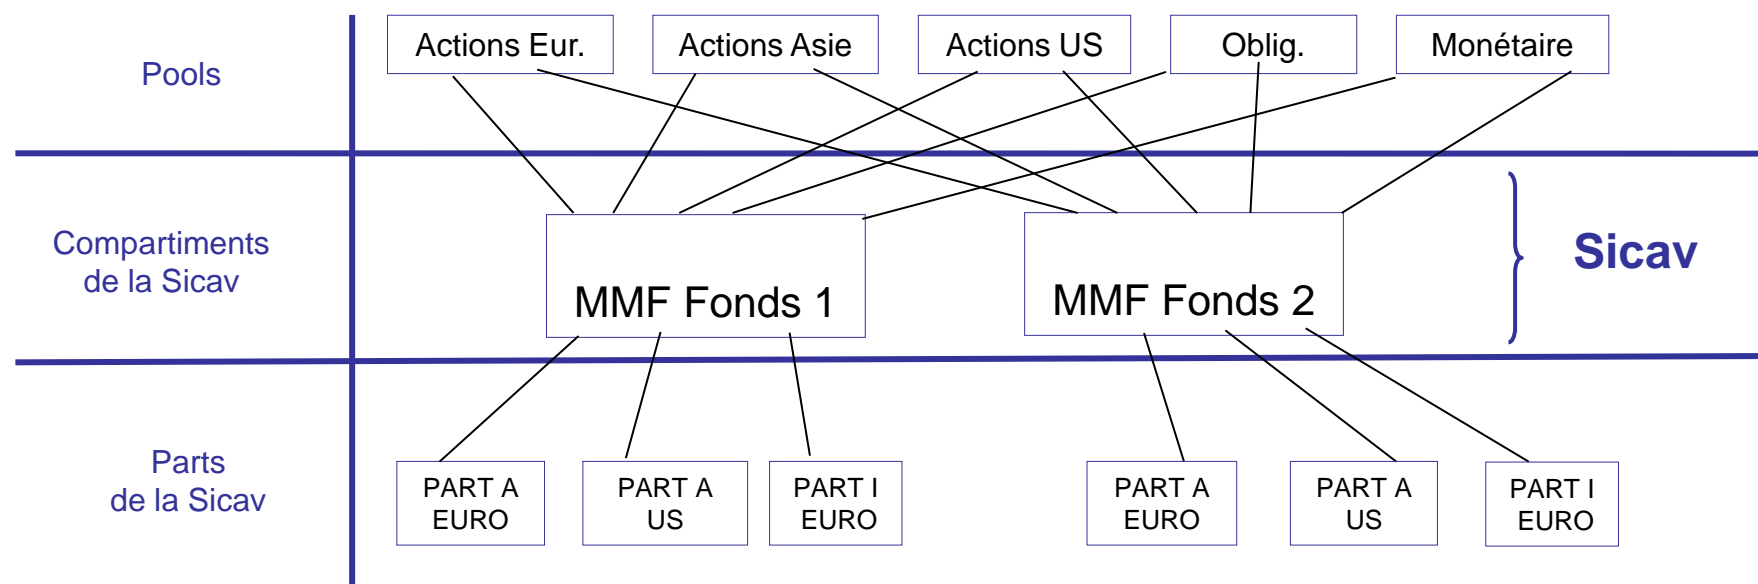 Pools
Actions Eur.
Actions Asie
Actions US
Oblig.
Monétaire
Compartiments
de la Sicav
MMF Fonds 1
MMF Fonds 2
Sicav
Parts
de la Sicav
PART A
EURO
PART A
US
PART I
EURO
PART A
EURO
PART A
US
PART I
EURO